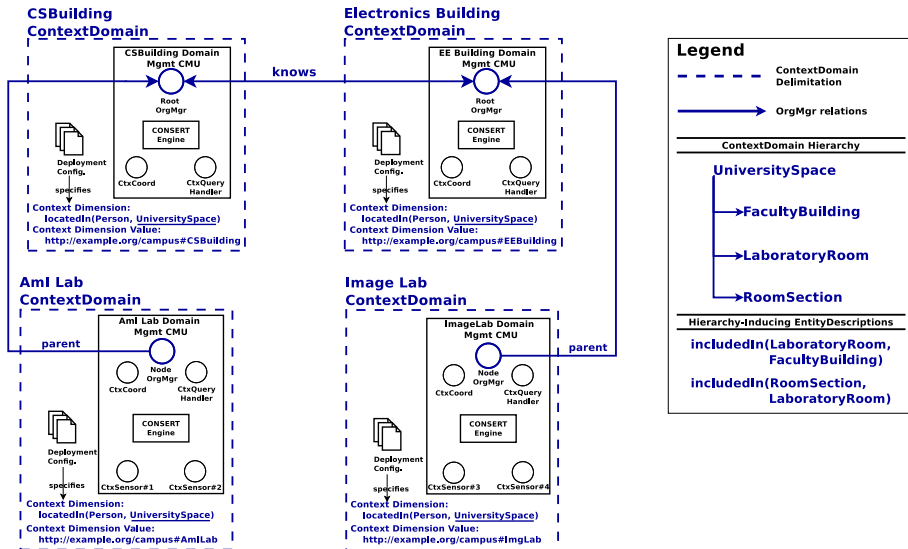 CSBuilding
ContextDomain
CSBuilding Domain
Mgmt CMU
Root
OrgMgr
CONSERT
Engine
CtxCoord
CtxQuery
Handler
Deployment
Config.
specifies
Context Dimension:
locatedIn(Person, UniversitySpace)
Context Dimension Value:
http://example.org/campus#CSBuilding
knows
Electronics Building
ContextDomain
EE Building Domain
Mgmt CMU
Root
OrgMgr
CONSERT
Engine
CtxCoord
CtxQuery
Handler
Deployment
Config.
specifies
Context Dimension:
locatedIn(Person, UniversitySpace)
Context Dimension Value:
http://example.org/campus#EEBuilding
AmI Lab
ContextDomain
AmI Lab Domain
Mgmt CMU
parent
Node
OrgMgr
CtxCoord
CtxQuery
Handler
CONSERT
Engine
Deployment
Config.
CtxSensor#1
CtxSensor#2
specifies
Context Dimension:
locatedIn(Person, UniversitySpace)
Context Dimension Value:
http://example.org/campus#AmILab
Image Lab
ContextDomain
ImageLab Domain
Mgmt CMU
parent
Node
OrgMgr
CtxCoord
CtxQuery
Handler
CONSERT
Engine
Deployment
Config.
CtxSensor#3
CtxSensor#4
specifies
Context Dimension:
locatedIn(Person, UniversitySpace)
Context Dimension Value:
http://example.org/campus#ImgLab
Legend
ContextDomain
Delimitation
OrgMgr relations
ContextDomain Hierarchy
UniversitySpace
FacultyBuilding
LaboratoryRoom
RoomSection
Hierarchy-Inducing EntityDescriptions
includedIn(LaboratoryRoom,
FacultyBuilding)
includedIn(RoomSection,
LaboratoryRoom)